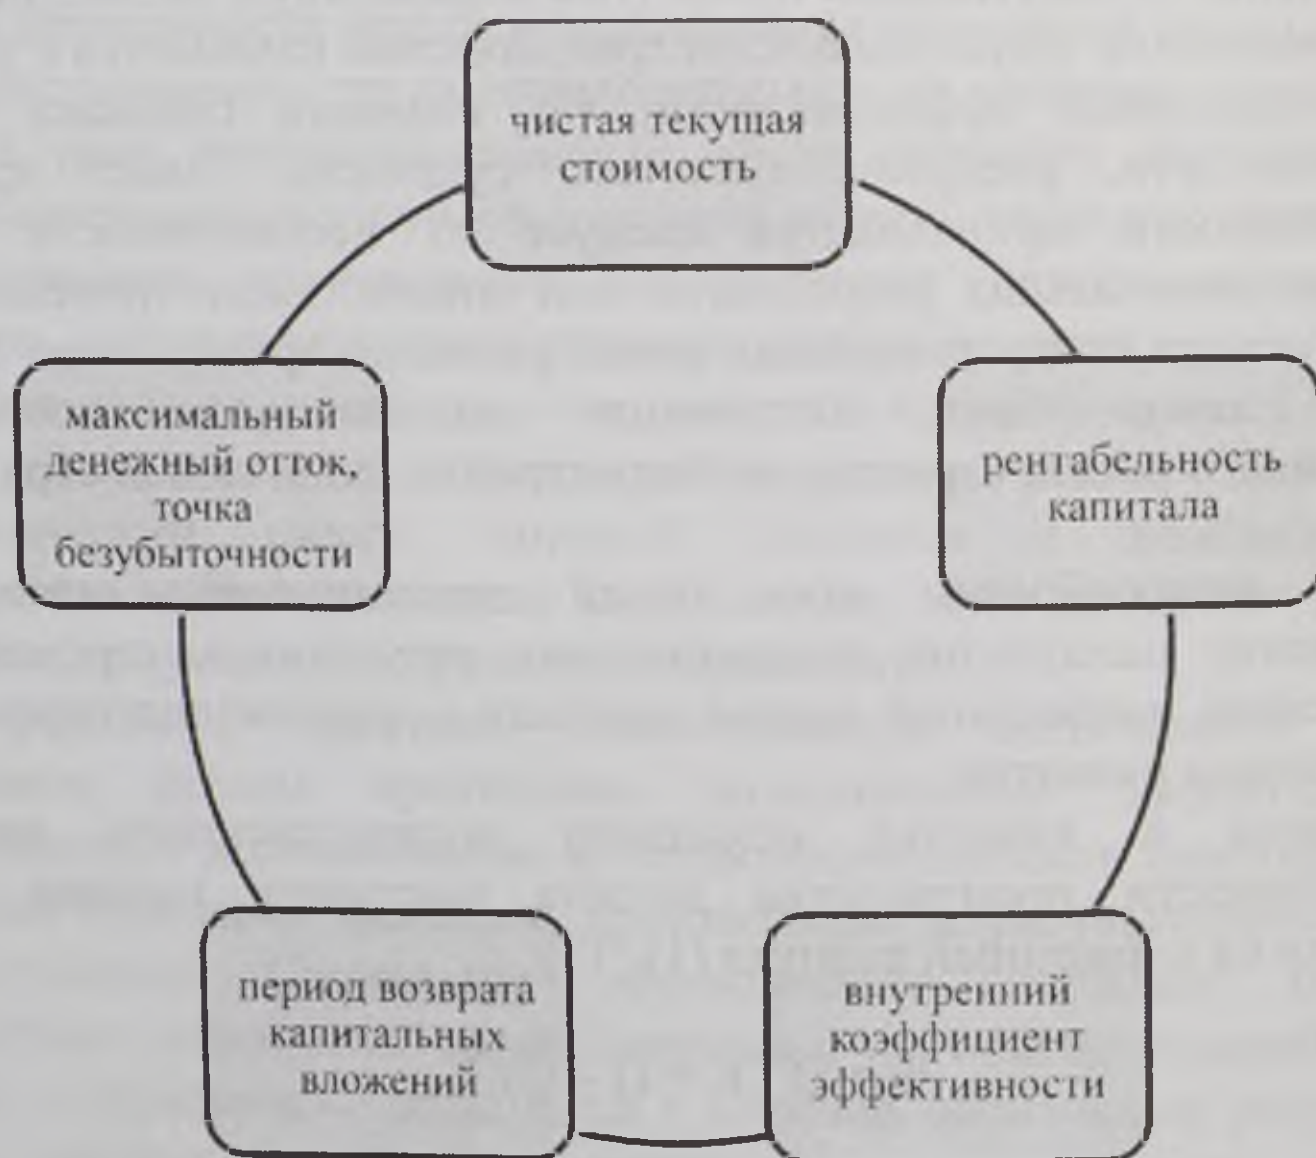 чистая текущая
стоимость
максимальный
денежный отток,
точка
безубыточности
рентабельность
капитала
период возврата
капитальных
вложений
внутренний
коэффициент
эффективности